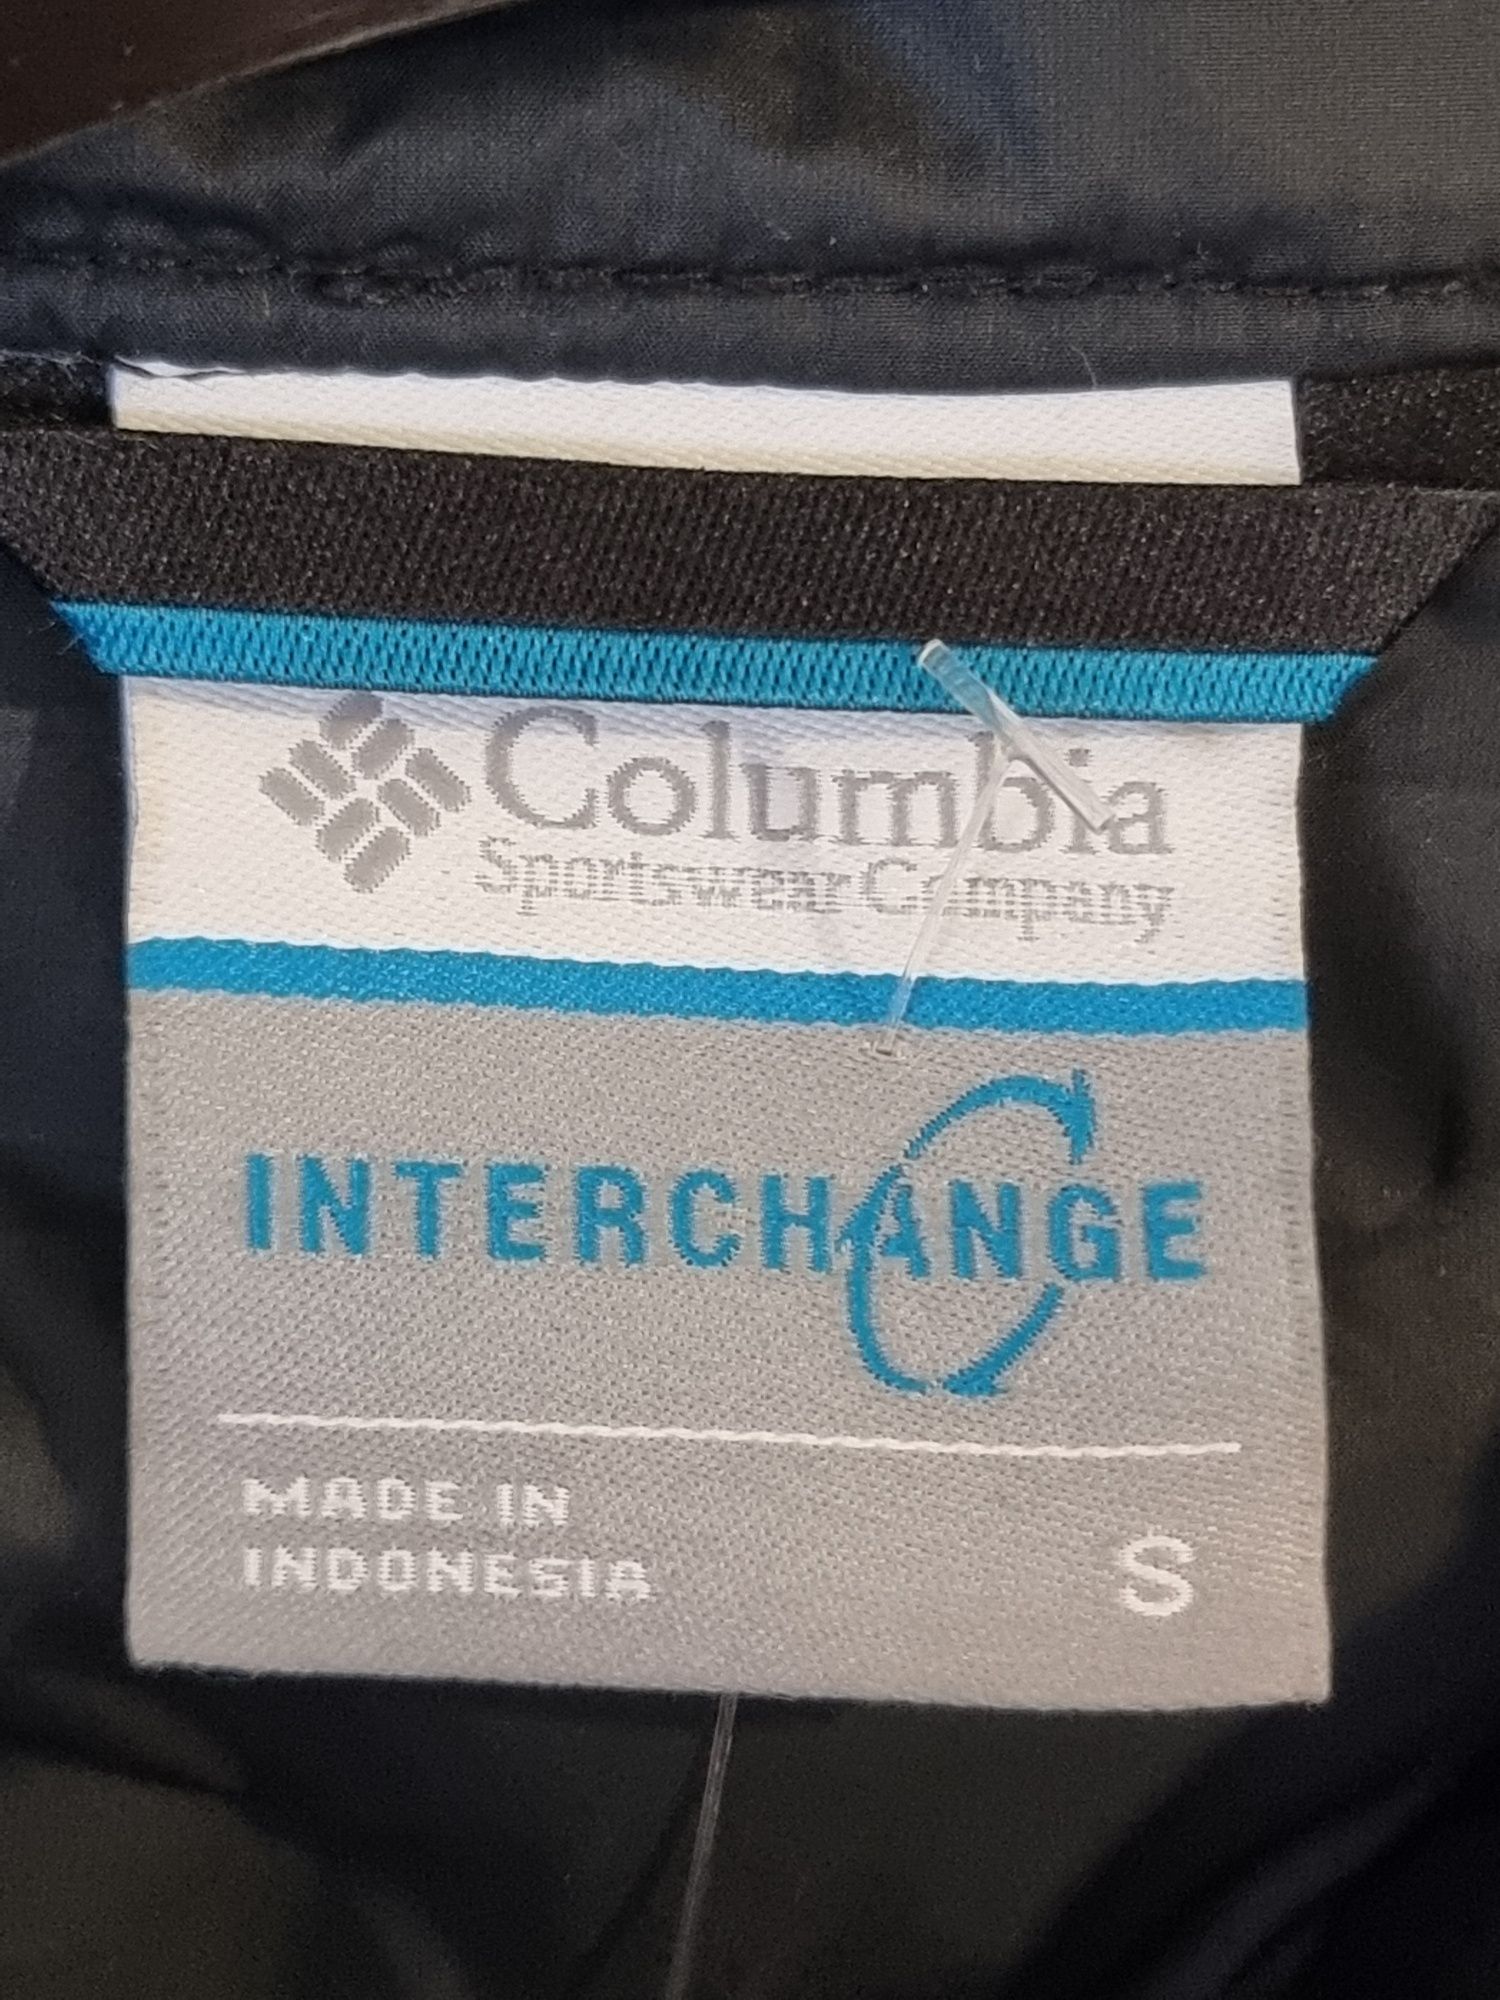 Columbia
Sportswear Company
INTERCHANGE
MADE IN
INDONESIA
S